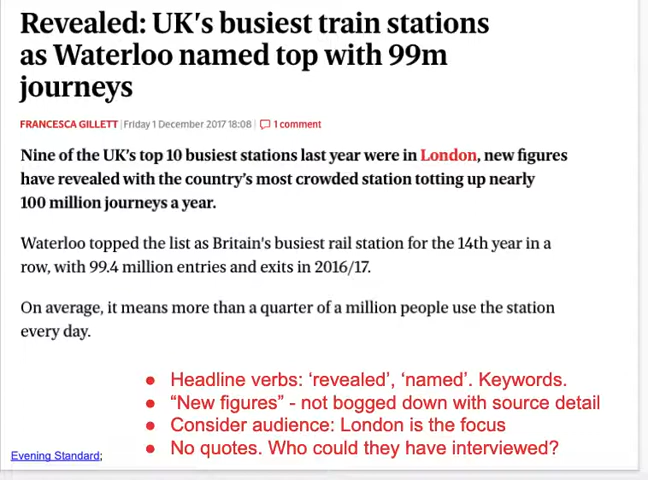 Revealed: UK's busiest train stations
as Waterloo named top with 99m
journeys
FRANCESCA GILLETT | Friday 1 December 2017 18:08 | 1 comment
Nine of the UK's top 10 busiest stations last year were in London, new figures
have revealed with the country's most crowded station totting up nearly
100 million journeys a year.
Waterloo topped the list as Britain's busiest rail station for the 14th year in a
row, with 99.4 million entries and exits in 2016/17.
On average, it means more than a quarter of a million people use the station
every day.
• Headline verbs: 'revealed', 'named'. Keywords.
• “New figures” - not bogged down with source detail
• Consider audience: London is the focus
• No quotes. Who could they have interviewed?
Evening Standard;